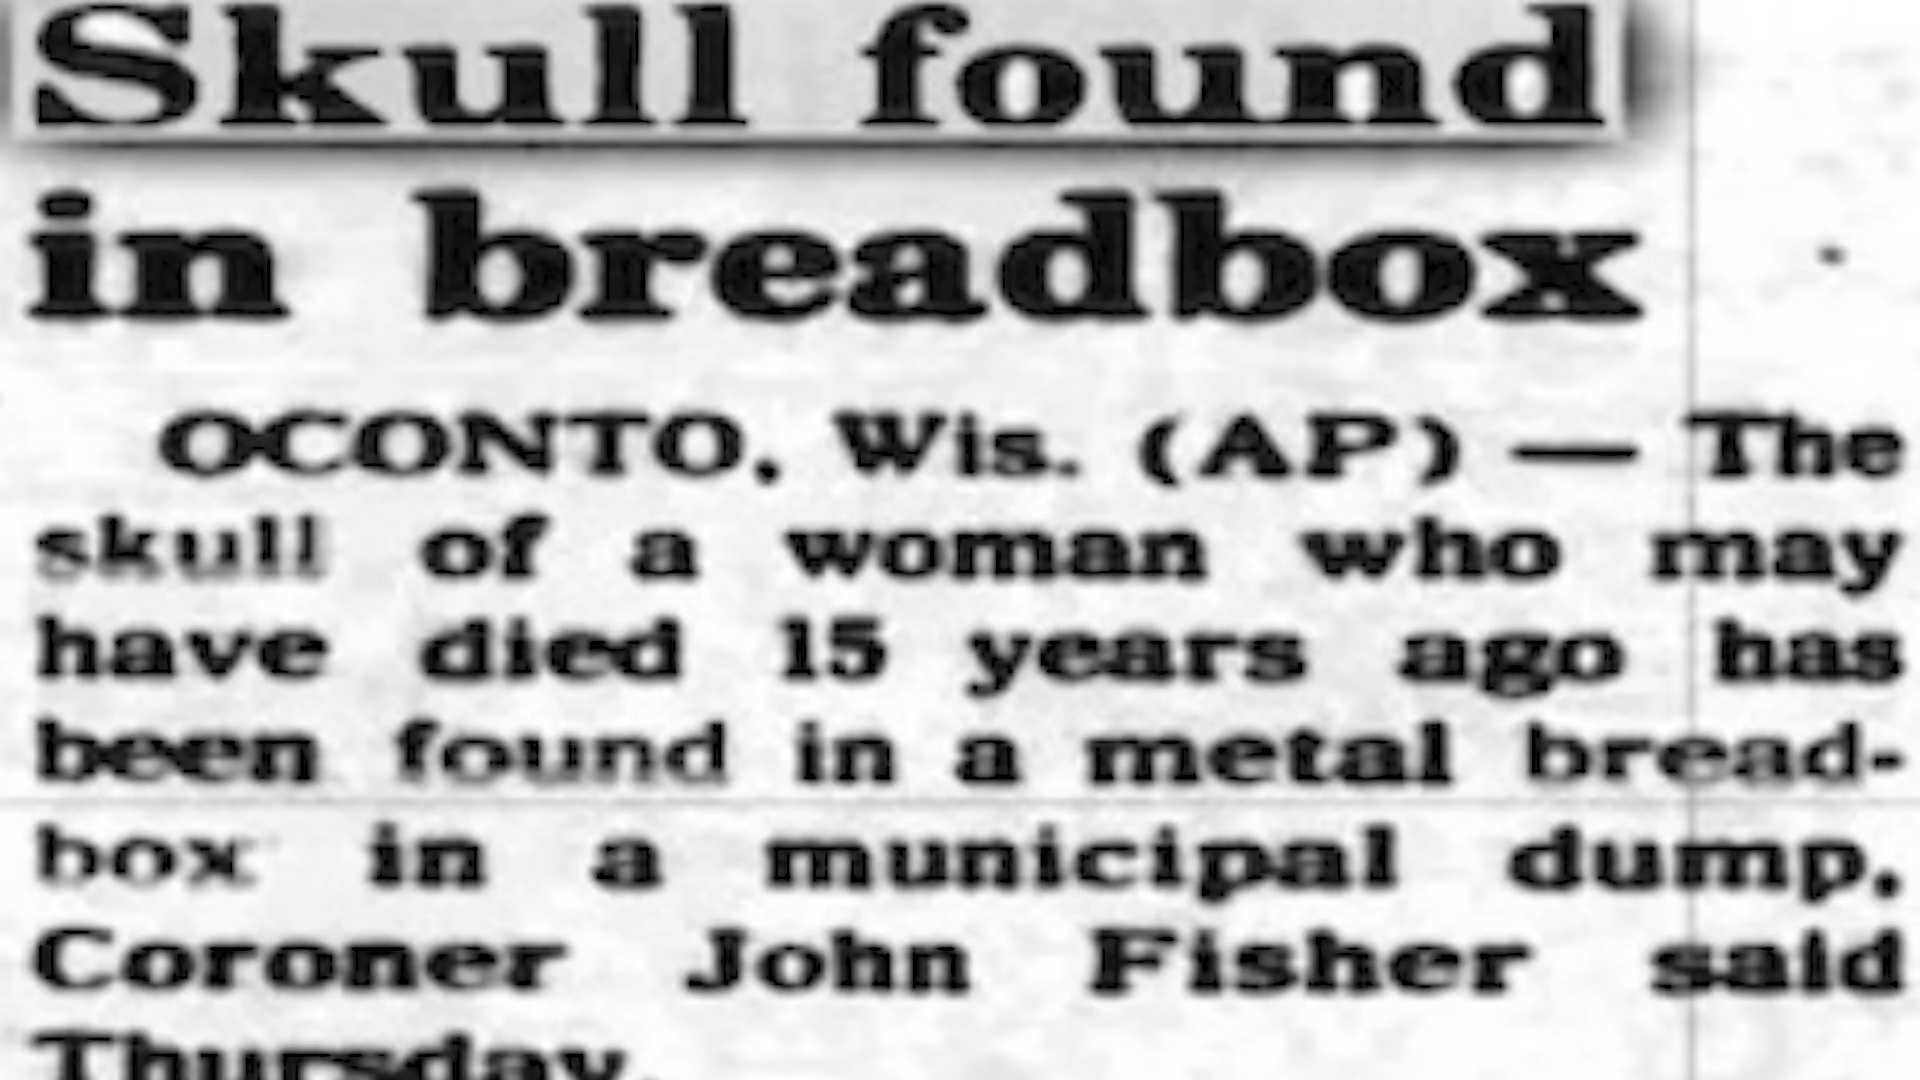 Skull found
in breadbox
OCONTO, Wis. (AP) — The
skull of a woman who may
have died 15 years ago has
been found in a metal bread-
box in a municipal dump,
Coroner John Fisher said
Thursday.